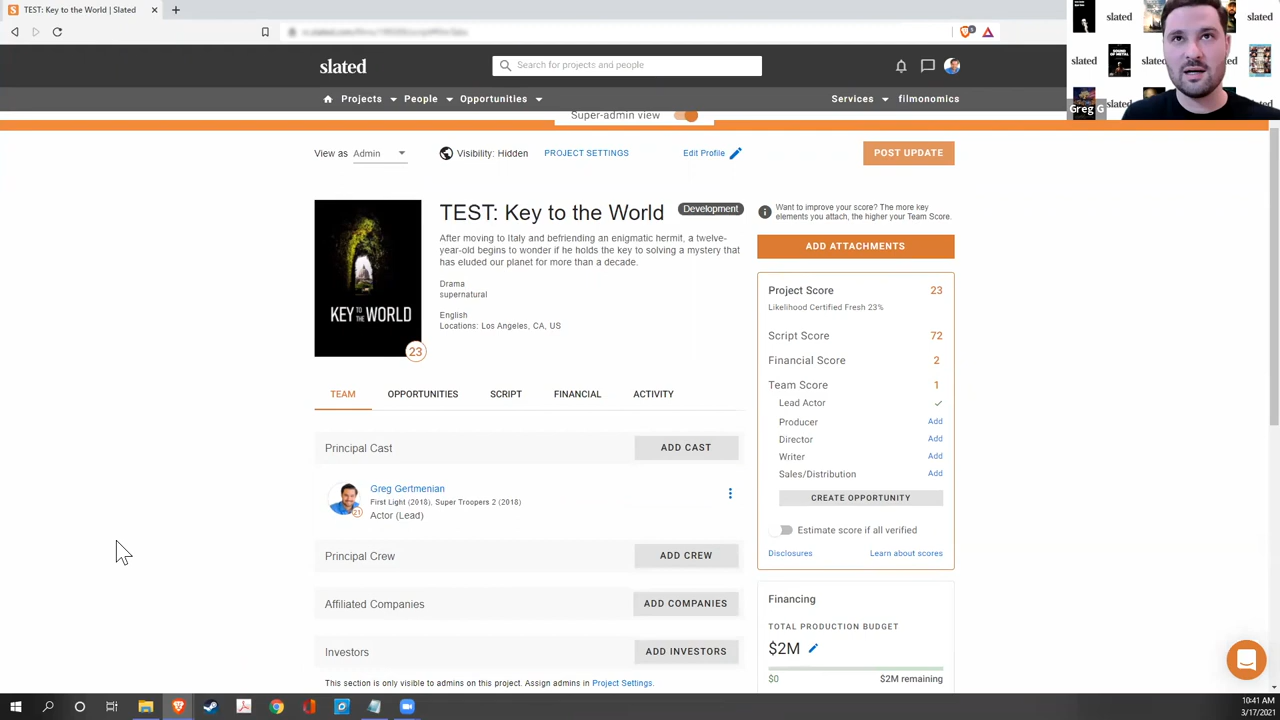 TEST: Key to the World | Slated
slated
Search for projects and people
Projects People Opportunities
Services filmonomics
Super-admin view
View as Admin
Visibility: Hidden
PROJECT SETTINGS
Edit Profile
POST UPDATE
TEST: Key to the World
Development
After moving to Italy and befriending an enigmatic hermit, a twelve-
year-old begins to wonder if he holds the key to solving a mystery that
has eluded our planet for more than a decade.
Drama
supernatural
English
Locations: Los Angeles, CA, US
KEY TO THE WORLD
23
TEAM OPPORTUNITIES SCRIPT FINANCIAL ACTIVITY
Principal Cast
ADD CAST
Greg Gertmenian
First Light (2018), Super Troopers 2 (2018)
Actor (Lead)
21
Principal Crew
ADD CREW
Affiliated Companies
ADD COMPANIES
Investors
ADD INVESTORS
This section is only visible to admins on this project. Assign admins in Project Settings.
Want to improve your score? The more key
elements you attach, the higher your Team Score.
ADD ATTACHMENTS
Project Score 23
Likelihood Certified Fresh 23%
Script Score 72
Financial Score 2
Team Score 1
Lead Actor
Producer Add
Director Add
Writer Add
Sales/Distribution Add
CREATE OPPORTUNITY
Estimate score if all verified
Disclosures Learn about scores
Financing
TOTAL PRODUCTION BUDGET
$2M
$0 $2M remaining
slated
slated
slated
slated
SOUND OF METAL
Greg G
10:41 AM
3/17/2021